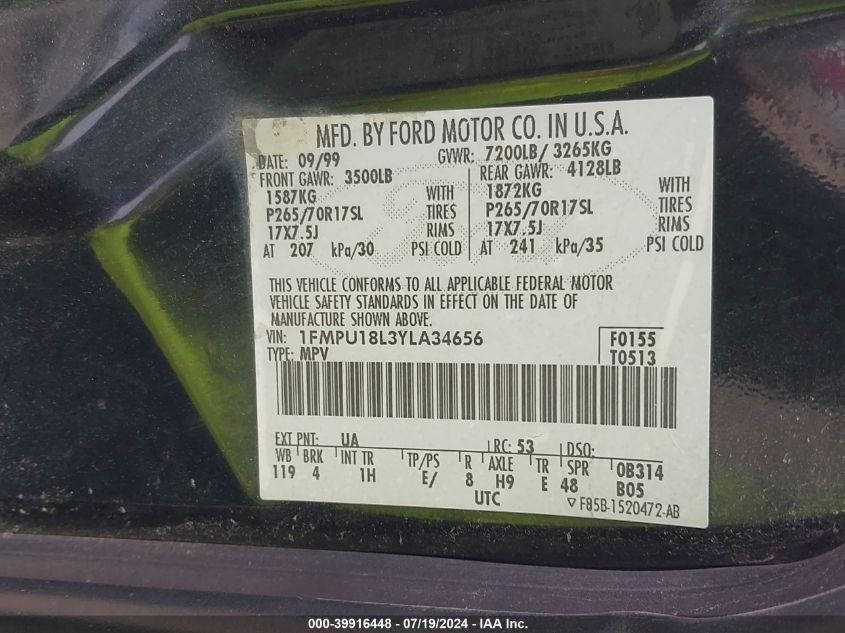 MFD. BY FORD MOTOR CO. IN U.S.A.
DATE: 09/99 GVWR: 7200LB/ 3265KG
FRONT GAWR: 3500LB REAR GAWR: 4128LB
1587KG WITH 1872KG WITH
P265/70R17SL TIRES P265/70R17SL TIRES
17X7.5J RIMS 17X7.5J RIMS
AT 207 kPa/30 PSI COLD AT 241 kPa/35 PSI COLD
THIS VEHICLE CONFORMS TO ALL APPLICABLE FEDERAL MOTOR
VEHICLE SAFETY STANDARDS IN EFFECT ON THE DATE OF
MANUFACTURE SHOWN ABOVE.
VIN: 1FMPU18L3YLA34656 F0155
TYPE: MPV T0513
EXT PNT: UA RC: 53 DSO:
WB BRK INT TR TP/PS R AXLE TR SPR 0B314
119 4 1H E/ 8 H9 E 48 B05
UTC F85B-1520472-AB
000-39916448 - 07/19/2024 - IAA Inc.